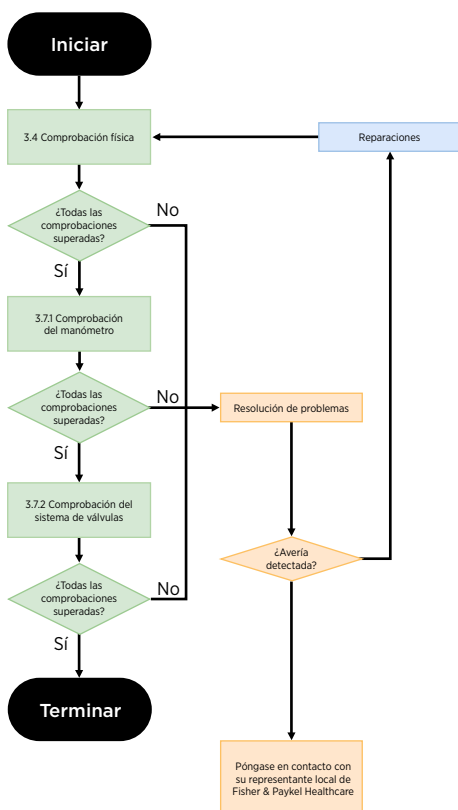 Iniciar
3.4 Comprobación física
Reparaciones
¿Todas las
comprobaciones
superadas?
No
Sí
3.7.1 Comprobación
del manómetro
¿Todas las
comprobaciones
superadas?
No
Resolución de problemas
Sí
3.7.2 Comprobación del
sistema de válvulas
¿Avería
detectada?
¿Todas las
comprobaciones
superadas?
No
Sí
Terminar
Póngase en contacto con
su representante local de
Fisher & Paykel Healthcare